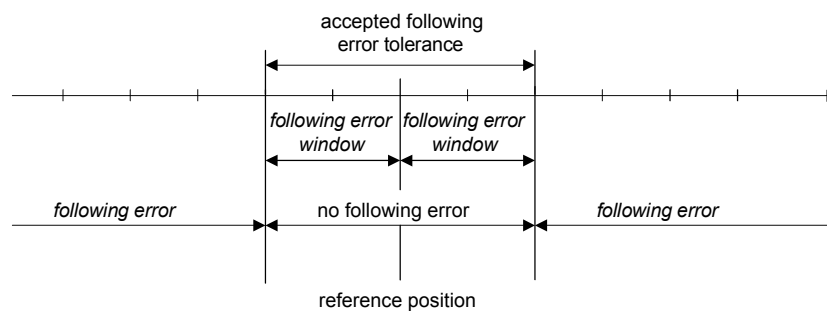 accepted following
error tolerance
following error
window
following error
window
following error
no following error
following error
reference position